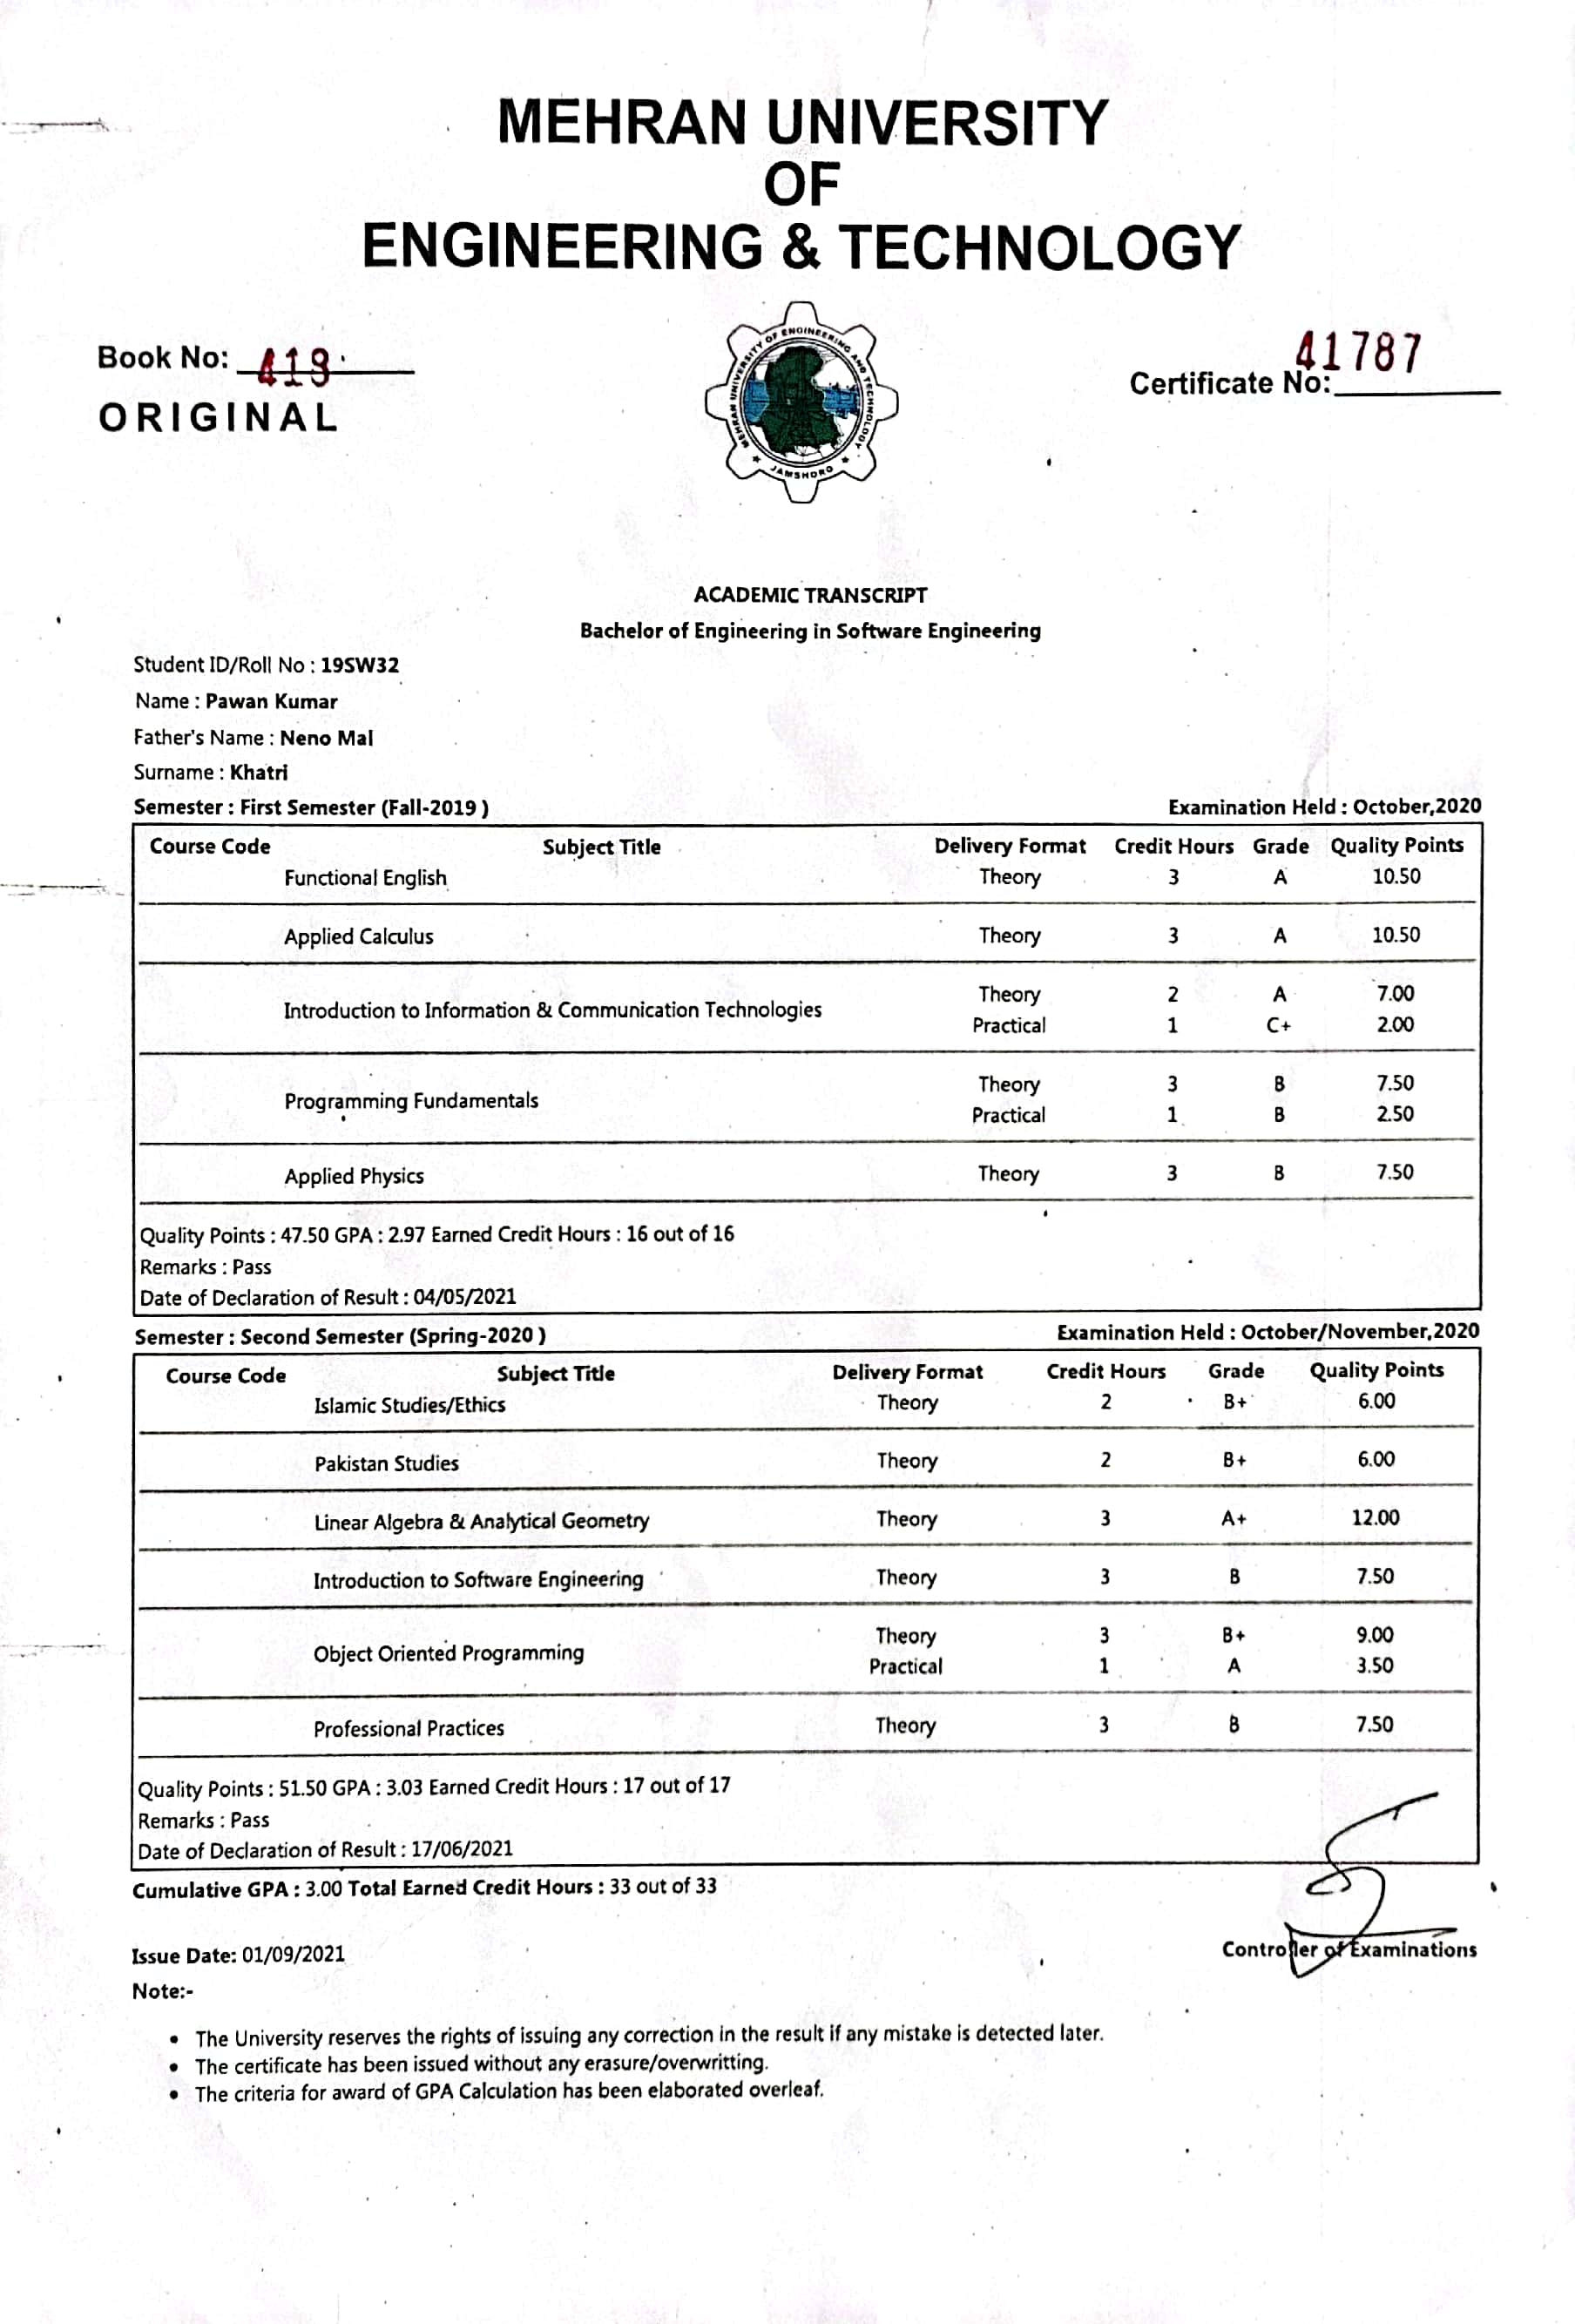 MEHRAN UNIVERSITY
OF
ENGINEERING & TECHNOLOGY
Book No: 419
ORIGINAL
MEHRAN UNIVERSITY OF ENGINEERING AND TECHNOLOGY
JAMSHORO
41787
Certificate No:
ACADEMIC TRANSCRIPT
Bachelor of Engineering in Software Engineering
Student ID/Roll No : 19SW32
Name : Pawan Kumar
Father's Name : Neno Mal
Surname : Khatri
Semester : First Semester (Fall-2019 ) Examination Held : October,2020
Course Code Subject Title Delivery Format Credit Hours Grade Quality Points
Functional English Theory 3 A 10.50
Applied Calculus Theory 3 A 10.50
Introduction to Information & Communication Technologies
Theory 2 A 7.00
Practical 1 C+ 2.00
Programming Fundamentals
Theory 3 B 7.50
Practical 1 B 2.50
Applied Physics Theory 3 B 7.50
Quality Points : 47.50 GPA : 2.97 Earned Credit Hours : 16 out of 16
Remarks : Pass
Date of Declaration of Result : 04/05/2021
Semester : Second Semester (Spring-2020 ) Examination Held : October/November,2020
Course Code Subject Title Delivery Format Credit Hours Grade Quality Points
Islamic Studies/Ethics Theory 2 B+ 6.00
Pakistan Studies Theory 2 B+ 6.00
Linear Algebra & Analytical Geometry Theory 3 A+ 12.00
Introduction to Software Engineering Theory 3 B 7.50
Object Oriented Programming
Theory 3 B+ 9.00
Practical 1 A 3.50
Professional Practices Theory 3 B 7.50
Quality Points : 51.50 GPA : 3.03 Earned Credit Hours : 17 out of 17
Remarks : Pass
Date of Declaration of Result : 17/06/2021
Cumulative GPA : 3.00 Total Earned Credit Hours : 33 out of 33
Issue Date: 01/09/2021
Controller of Examinations
Note:-
• The University reserves the rights of issuing any correction in the result if any mistake is detected later.
• The certificate has been issued without any erasure/overwritting.
• The criteria for award of GPA Calculation has been elaborated overleaf.